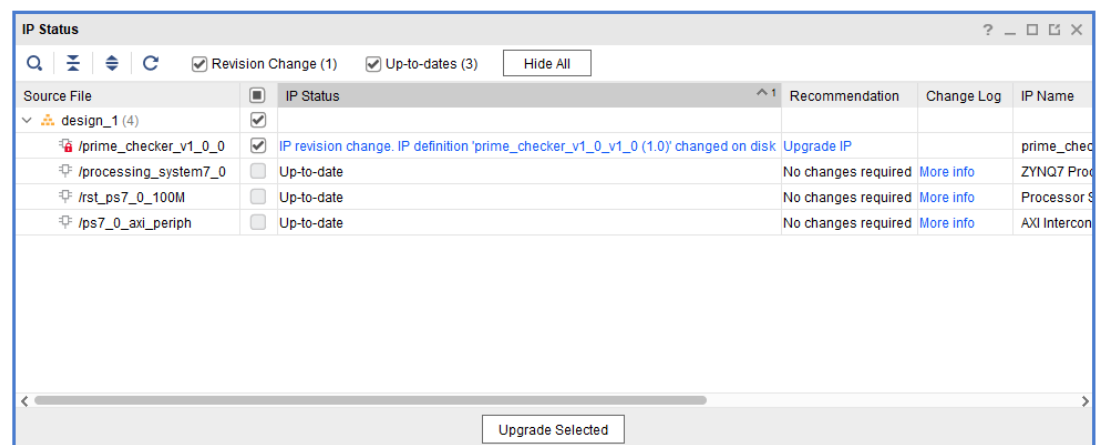 IP Status
Revision Change (1) Up-to-dates (3) Hide All
Source File IP Status 1 Recommendation Change Log IP Name
design_1 (4)
/prime_checker_v1_0_0 IP revision change. IP definition 'prime_checker_v1_0_v1_0 (1.0)' changed on disk Upgrade IP prime_chec
/processing_system7_0 Up-to-date No changes required More info ZYNQ7 Proc
/rst_ps7_0_100M Up-to-date No changes required More info Processor S
/ps7_0_axi_periph Up-to-date No changes required More info AXI Intercon
Upgrade Selected